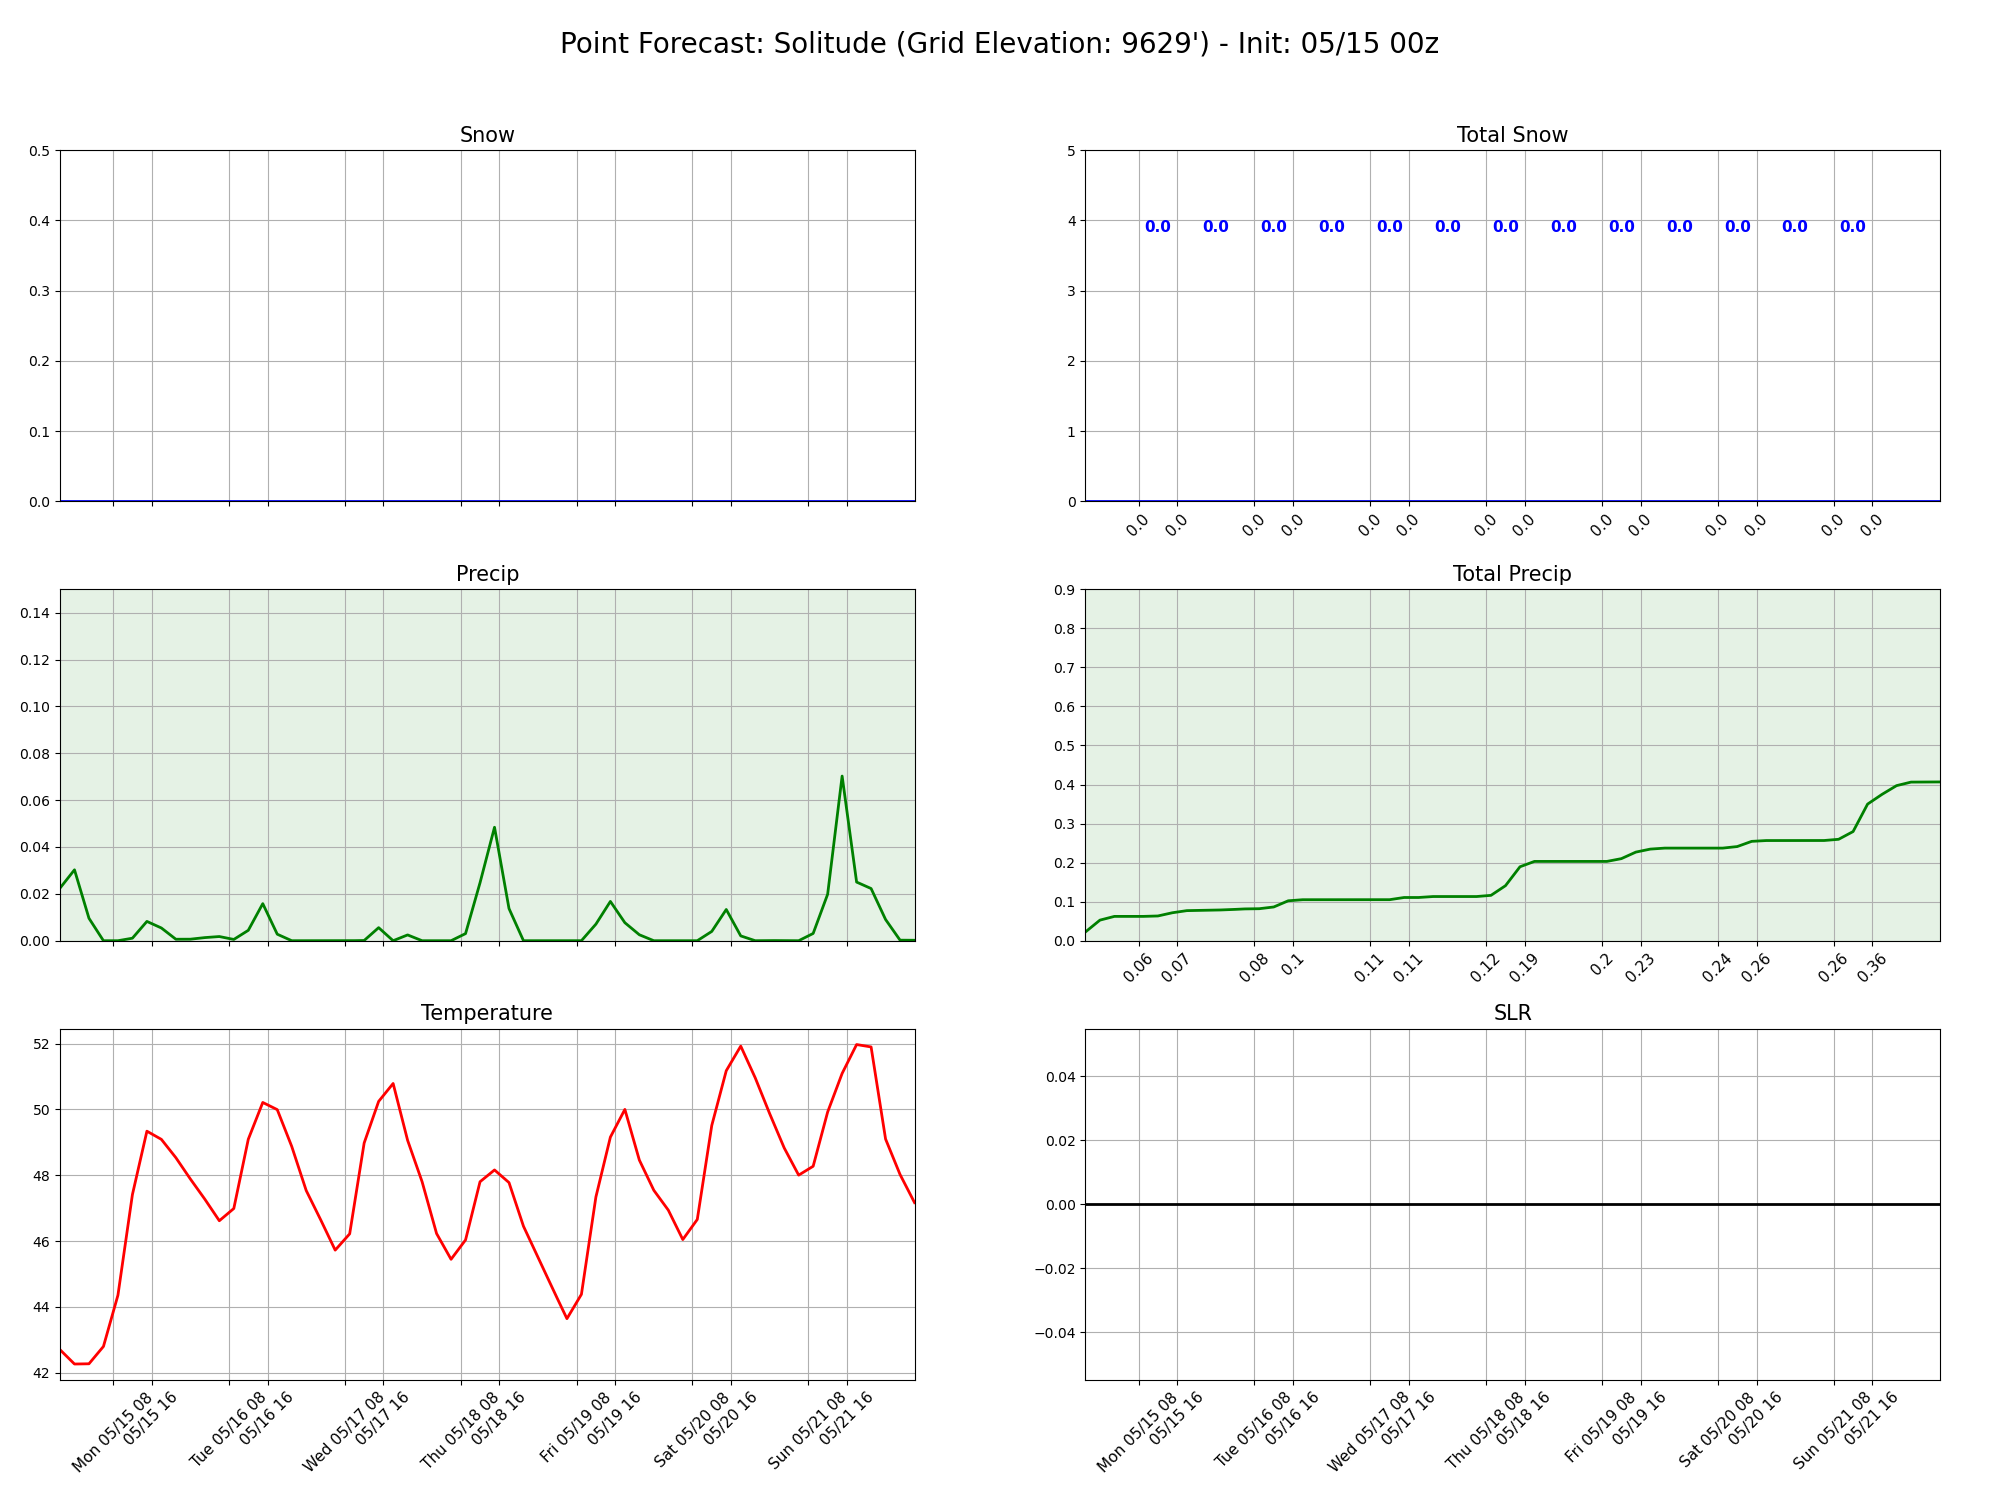 Point Forecast: Solitude (Grid Elevation: 9629') - Init: 05/15 00z
Snow
0.5
0.4
0.3
0.2
0.1
0.0
Total Snow
5
4
3
2
1
0
0.0 0.0 0.0 0.0 0.0 0.0 0.0 0.0 0.0 0.0 0.0 0.0 0.0
0.0 0.0 0.0 0.0 0.0 0.0 0.0 0.0 0.0 0.0 0.0 0.0 0.0 0.0
Precip
0.14
0.12
0.10
0.08
0.06
0.04
0.02
0.00
Total Precip
0.9
0.8
0.7
0.6
0.5
0.4
0.3
0.2
0.1
0.0
0.06 0.07 0.08 0.1 0.11 0.11 0.12 0.19 0.2 0.23 0.24 0.26 0.26 0.36
Temperature
52
50
48
46
44
42
Mon 05/15 08
05/15 16
Tue 05/16 08
05/16 16
Wed 05/17 08
05/17 16
Thu 05/18 08
05/18 16
Fri 05/19 08
05/19 16
Sat 05/20 08
05/20 16
Sun 05/21 08
05/21 16
SLR
0.04
0.02
0.00
−0.02
−0.04
Mon 05/15 08
05/15 16
Tue 05/16 08
05/16 16
Wed 05/17 08
05/17 16
Thu 05/18 08
05/18 16
Fri 05/19 08
05/19 16
Sat 05/20 08
05/20 16
Sun 05/21 08
05/21 16